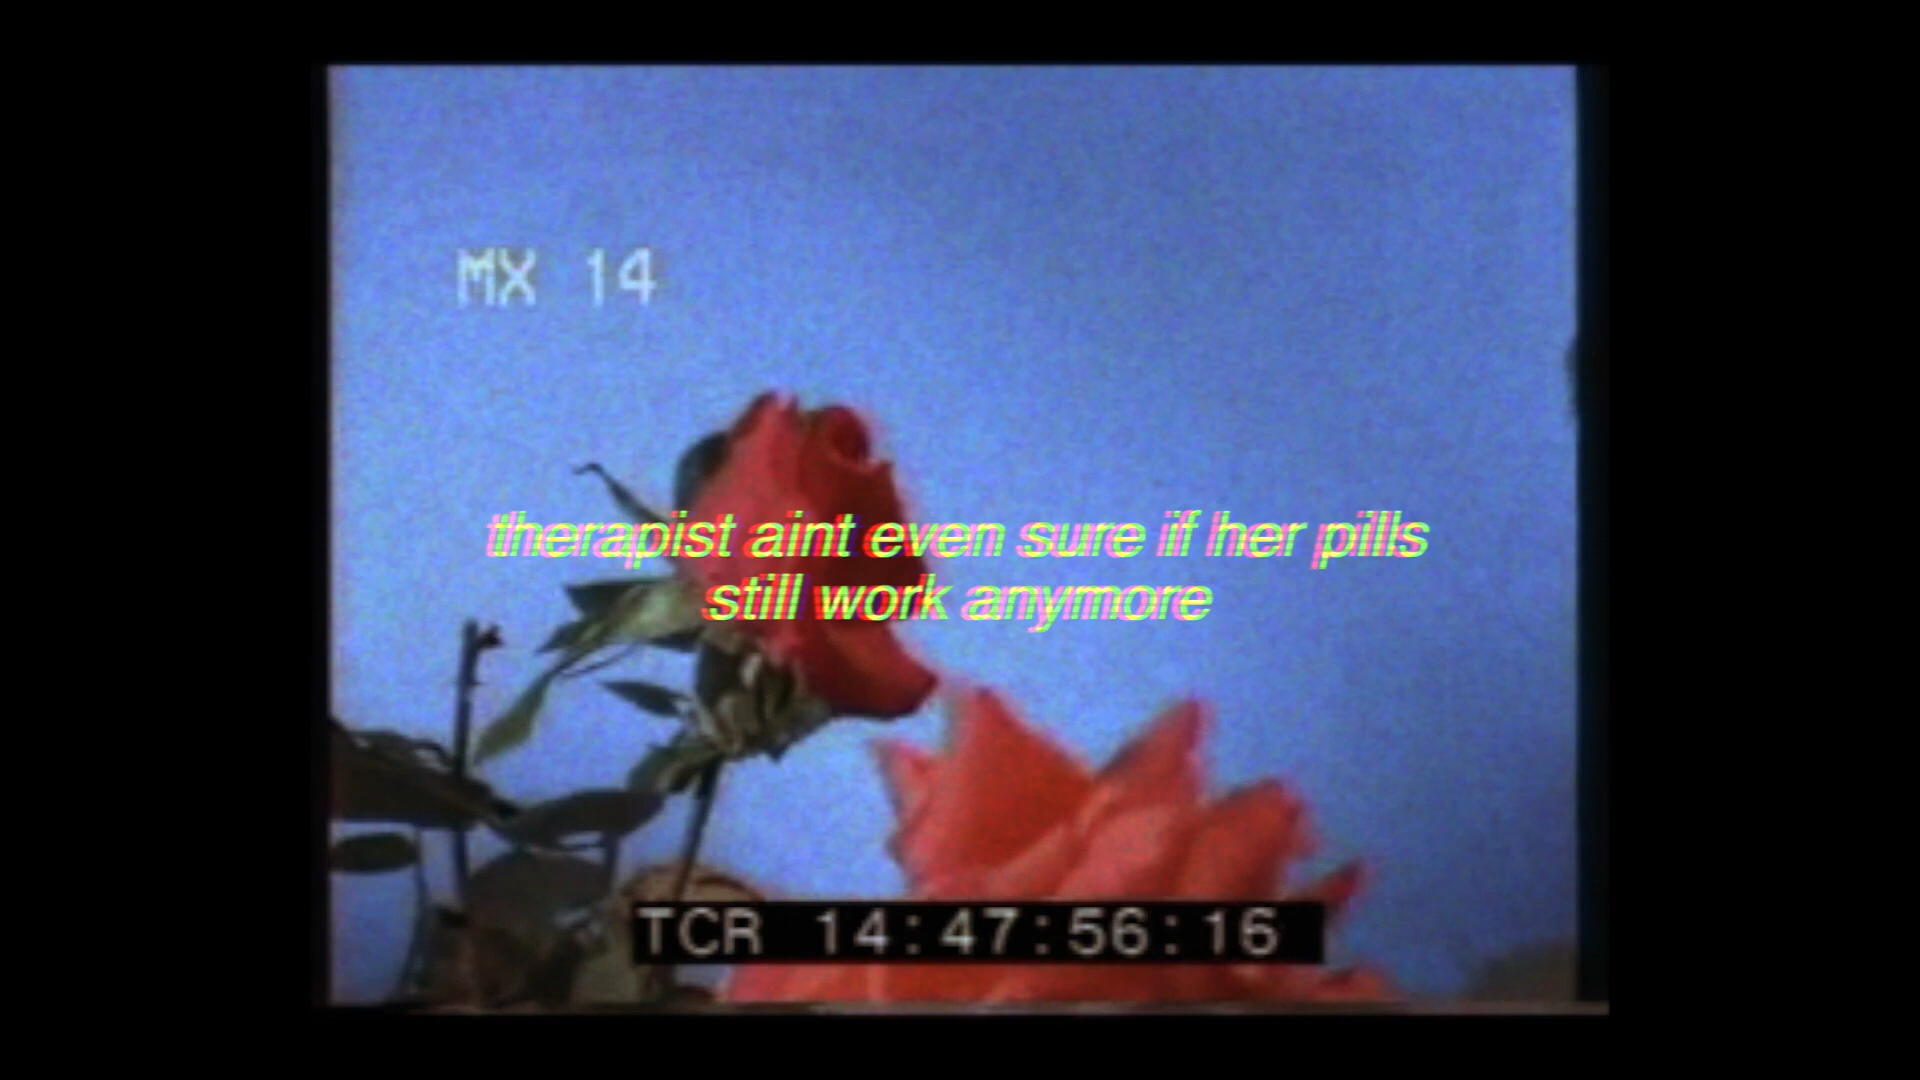 MX 14
therapist aint even sure if her pills
still work anymore
TCR 14:47:56:16